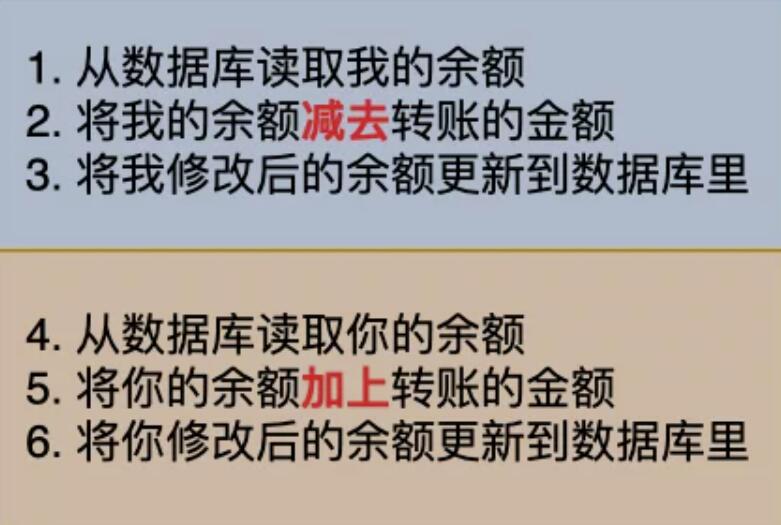 1. 从数据库读取我的余额
2. 将我的余额减去转账的金额
3. 将我修改后的余额更新到数据库里
4. 从数据库读取你的余额
5. 将你的余额加上转账的金额
6. 将你修改后的余额更新到数据库里